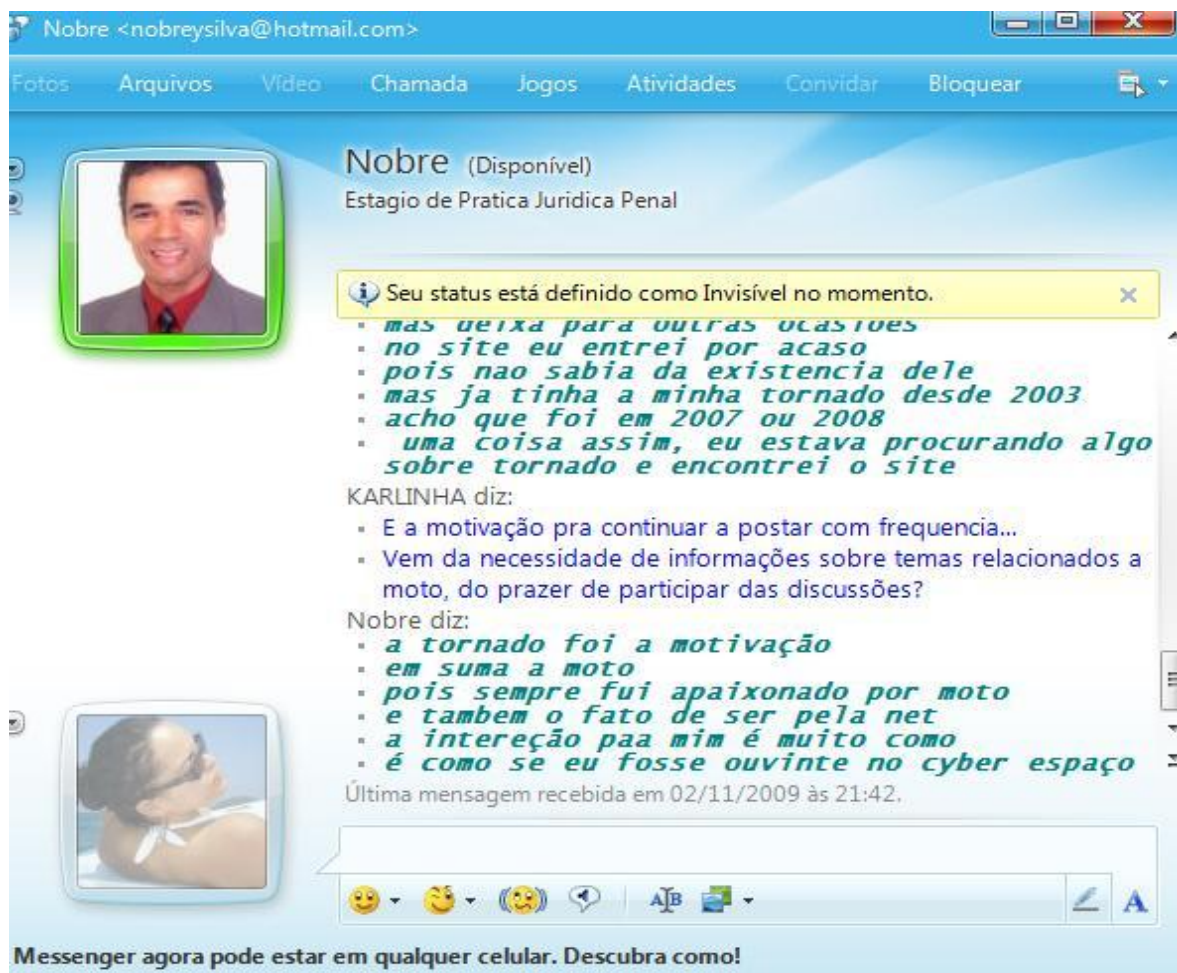 Nobre <nobreysilva@hotmail.com>
Fotos Arquivos Vídeo Chamada Jogos Atividades Convidar Bloquear
Nobre (Disponível)
Estagio de Pratica Juridica Penal
Seu status está definido como Invisível no momento.
mas deixa para outras ocasiões
no site eu entrei por acaso
pois nao sabia da existencia dele
mas ja tinha a minha tornado desde 2003
acho que foi em 2007 ou 2008
uma coisa assim, eu estava procurando algo
sobre tornado e encontrei o site
KARLINHA diz:
E a motivação pra continuar a postar com frequencia...
Vem da necessidade de informações sobre temas relacionados a
moto, do prazer de participar das discussões?
Nobre diz:
a tornado foi a motivação
em suma a moto
pois sempre fui apaixonado por moto
e tambem o fato de ser pela net
a intereção paa mim é muito como
é como se eu fosse ouvinte no cyber espaço
Última mensagem recebida em 02/11/2009 às 21:42.
Messenger agora pode estar em qualquer celular. Descubra como!